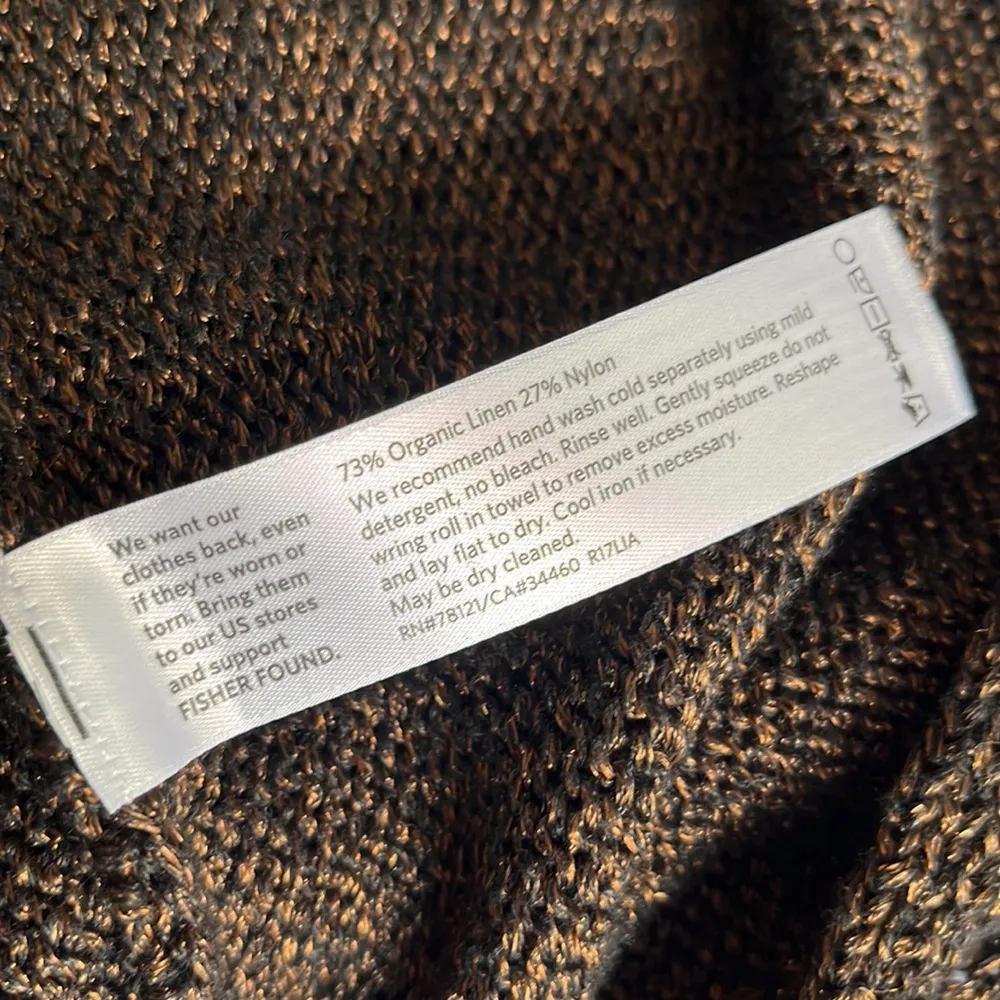 We want our
clothes back, even
if they're worn or
torn. Bring them
to our US stores
and support
FISHER FOUND.
73% Organic Linen 27% Nylon
We recommend hand wash cold separately using mild
detergent, no bleach. Rinse well. Gently squeeze do not
wring roll in towel to remove excess moisture. Reshape
and lay flat to dry. Cool iron if necessary.
May be dry cleaned.
RN#78121/CA#34460 R17LIA